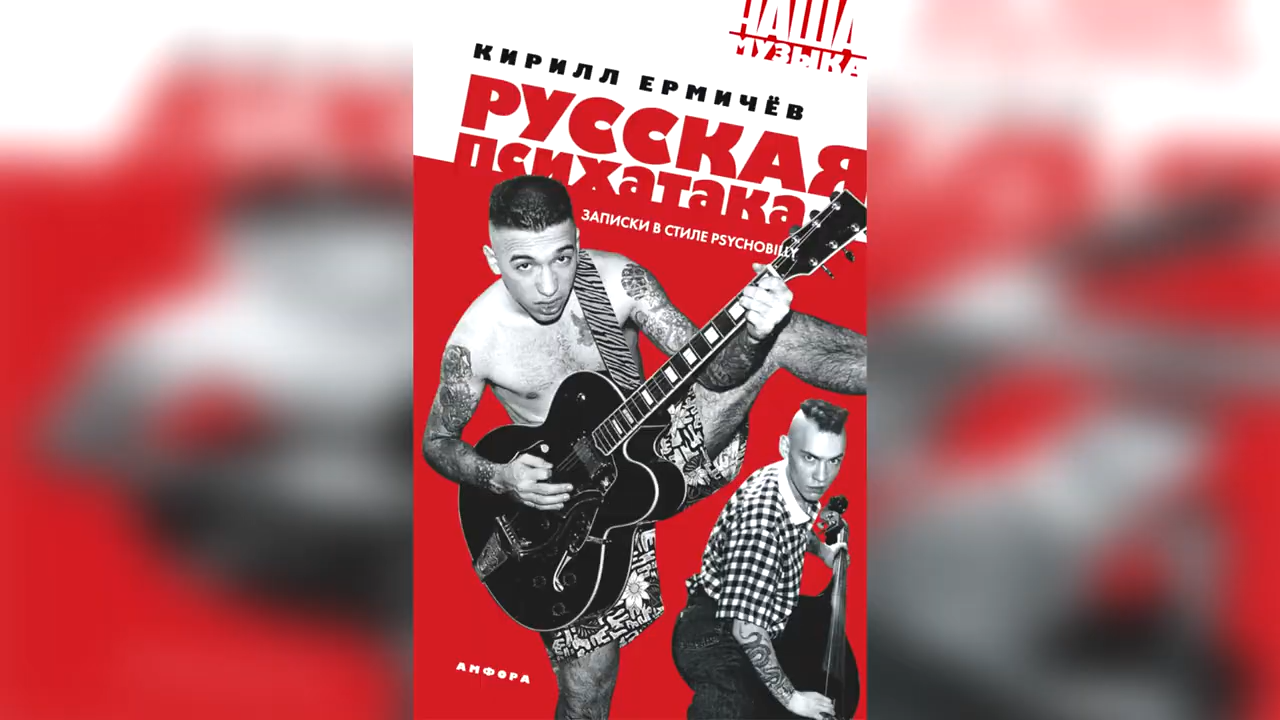 НАША
МУЗЫКА
КИРИЛЛ ЕРМИЧЁВ
РУССКАЯ
ПСИХАТАКА
ЗАПИСКИ В СТИЛЕ PSYCHOBILLY
АМФОРА